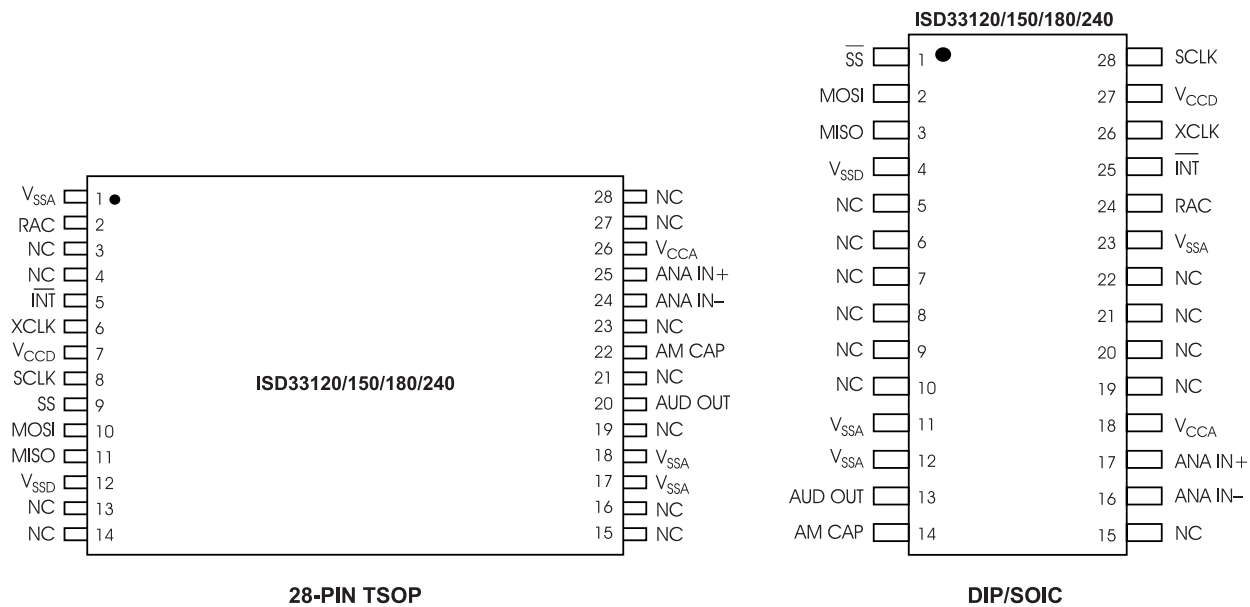 ISD33120/150/180/240
V_SSA 1 28 NC
RAC 2 27 NC
NC 3 26 V_CCA
NC 4 25 ANA IN+
I̅N̅T̅ 5 24 ANA IN–
XCLK 6 23 NC
V_CCD 7 22 AM CAP
SCLK 8 21 NC
SS 9 20 AUD OUT
MOSI 10 19 NC
MISO 11 18 V_SSA
V_SSD 12 17 V_SSA
NC 13 16 NC
NC 14 15 NC
28-PIN TSOP
ISD33120/150/180/240
S̅S̅ 1 28 SCLK
MOSI 2 27 V_CCD
MISO 3 26 XCLK
V_SSD 4 25 I̅N̅T̅
NC 5 24 RAC
NC 6 23 V_SSA
NC 7 22 NC
NC 8 21 NC
NC 9 20 NC
NC 10 19 NC
V_SSA 11 18 V_CCA
V_SSA 12 17 ANA IN+
AUD OUT 13 16 ANA IN–
AM CAP 14 15 NC
DIP/SOIC